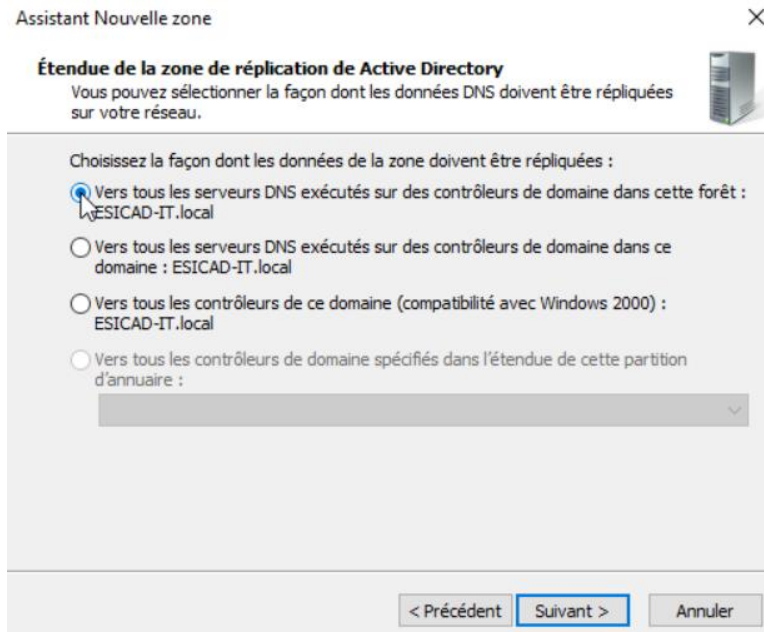 Assistant Nouvelle zone
Étendue de la zone de réplication de Active Directory
Vous pouvez sélectionner la façon dont les données DNS doivent être répliquées
sur votre réseau.
Choisissez la façon dont les données de la zone doivent être répliquées :
Vers tous les serveurs DNS exécutés sur des contrôleurs de domaine dans cette forêt :
ESICAD-IT.local
Vers tous les serveurs DNS exécutés sur des contrôleurs de domaine dans ce
domaine : ESICAD-IT.local
Vers tous les contrôleurs de ce domaine (compatibilité avec Windows 2000) :
ESICAD-IT.local
Vers tous les contrôleurs de domaine spécifiés dans l'étendue de cette partition
d'annuaire :
< Précédent Suivant > Annuler